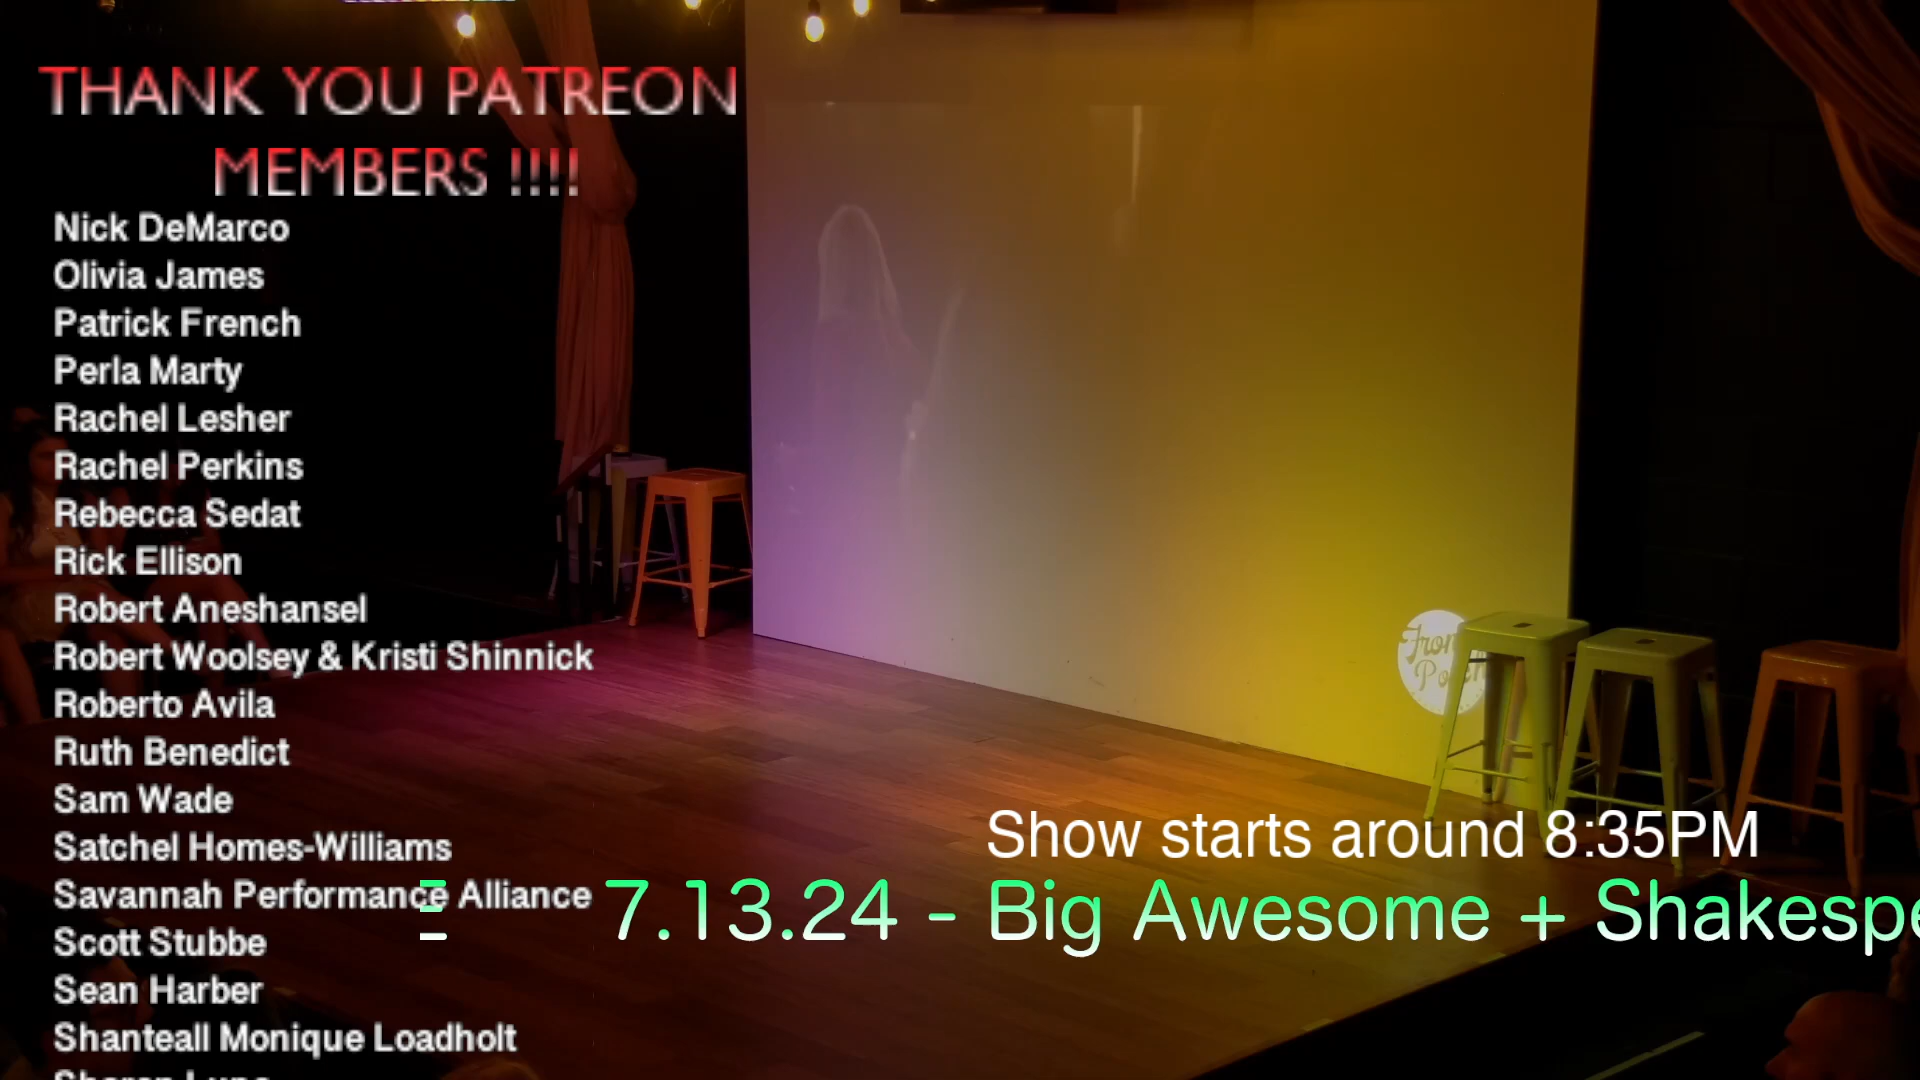 THANK YOU PATREON
MEMBERS !!!!
Nick DeMarco
Olivia James
Patrick French
Perla Marty
Rachel Lesher
Rachel Perkins
Rebecca Sedat
Rick Ellison
Robert Aneshansel
Robert Woolsey & Kristi Shinnick
Roberto Avila
Ruth Benedict
Sam Wade
Satchel Homes-Williams
Savannah Performance Alliance
Scott Stubbe
Sean Harber
Shanteall Monique Loadholt
Show starts around 8:35PM
7.13.24 - Big Awesome + Shakespe